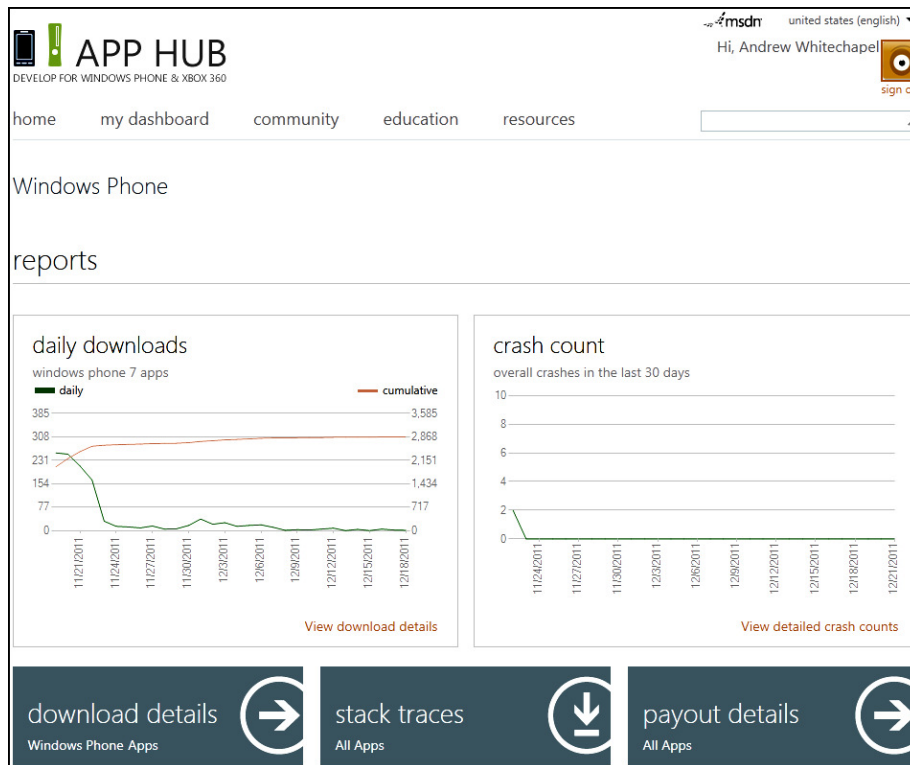 msdn united states (english)
Hi, Andrew Whitechapel
APP HUB
DEVELOP FOR WINDOWS PHONE & XBOX 360
sign o
home my dashboard community education resources
Windows Phone
reports
daily downloads
windows phone 7 apps
daily cumulative
385 3,585
308 2,868
231 2,151
154 1,434
77 717
0 0
11/21/2011 11/24/2011 11/27/2011 11/30/2011 12/3/2011 12/6/2011 12/9/2011 12/12/2011 12/15/2011 12/18/2011
View download details
crash count
overall crashes in the last 30 days
10
8
6
4
2
0
11/24/2011 11/27/2011 11/30/2011 12/3/2011 12/6/2011 12/9/2011 12/12/2011 12/15/2011 12/18/2011 12/21/2011
View detailed crash counts
download details
Windows Phone Apps
stack traces
All Apps
payout details
All Apps